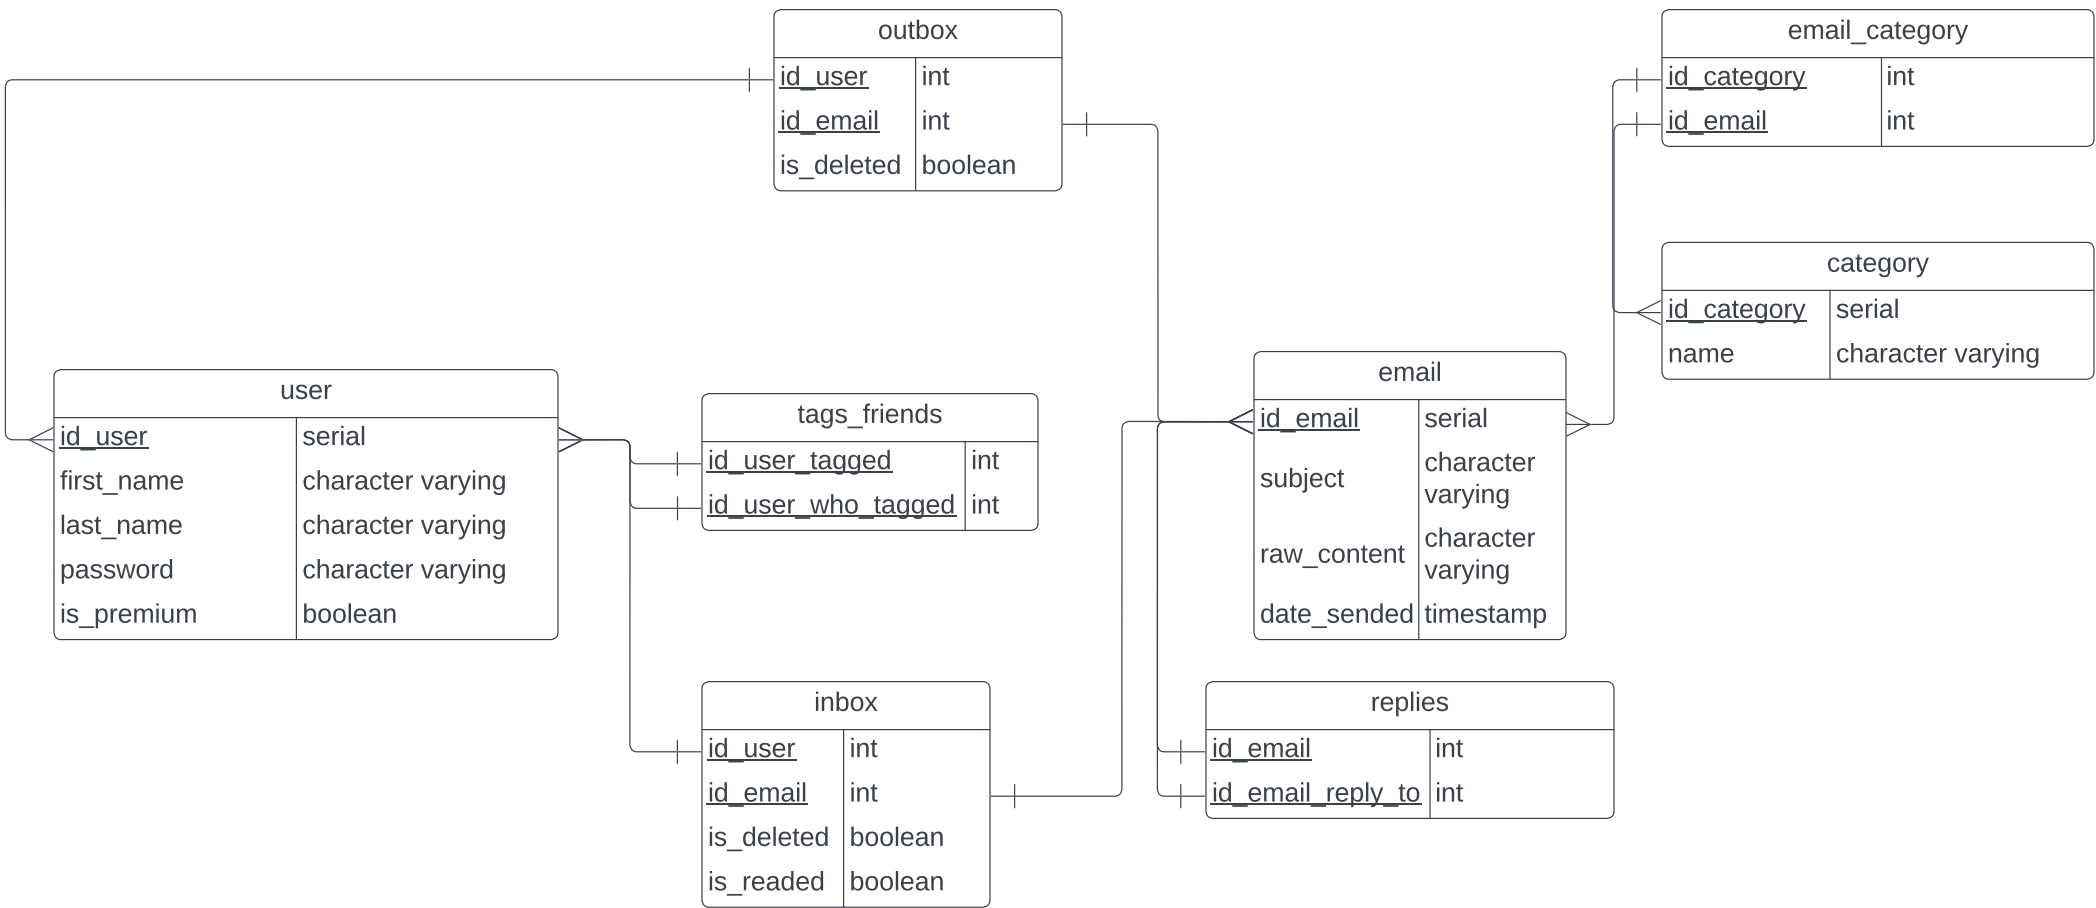 outbox
id_user int
id_email int
is_deleted boolean
email_category
id_category int
id_email int
category
id_category serial
name character varying
user
id_user serial
first_name character varying
last_name character varying
password character varying
is_premium boolean
tags_friends
id_user_tagged int
id_user_who_tagged int
email
id_email serial
subject character
varying
raw_content character
varying
date_sended timestamp
inbox
id_user int
id_email int
is_deleted boolean
is_readed boolean
replies
id_email int
id_email_reply_to int